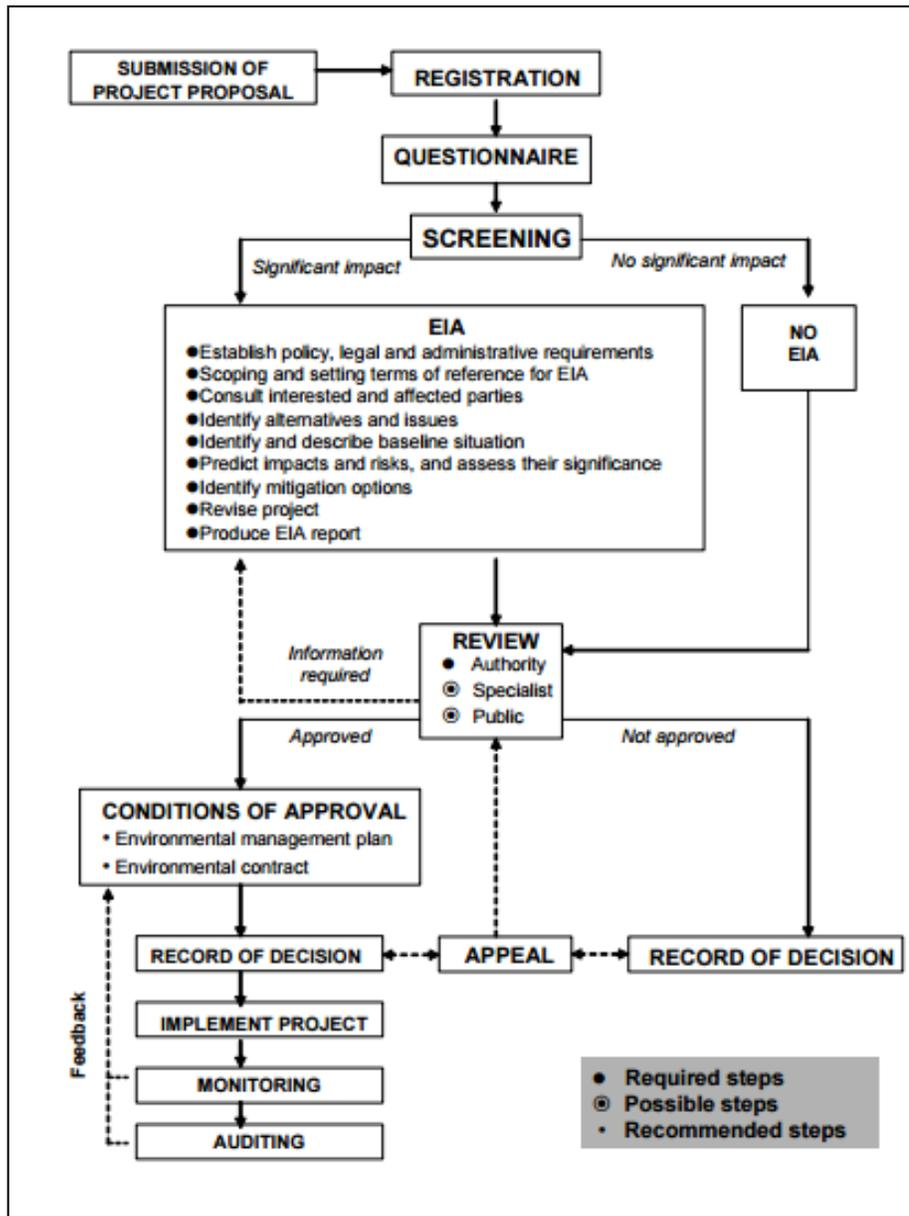 SUBMISSION OF
PROJECT PROPOSAL
REGISTRATION
QUESTIONNAIRE
SCREENING
Significant impact
No significant impact
EIA
●Establish policy, legal and administrative requirements
●Scoping and setting terms of reference for EIA
●Consult interested and affected parties
●Identify alternatives and issues
●Identify and describe baseline situation
●Predict impacts and risks, and assess their significance
●Identify mitigation options
●Revise project
●Produce EIA report
NO
EIA
REVIEW
● Authority
◉ Specialist
◉ Public
Information
required
Approved
Not approved
CONDITIONS OF APPROVAL
• Environmental management plan
• Environmental contract
RECORD OF DECISION
APPEAL
RECORD OF DECISION
IMPLEMENT PROJECT
MONITORING
AUDITING
Feedback
● Required steps
◉ Possible steps
• Recommended steps